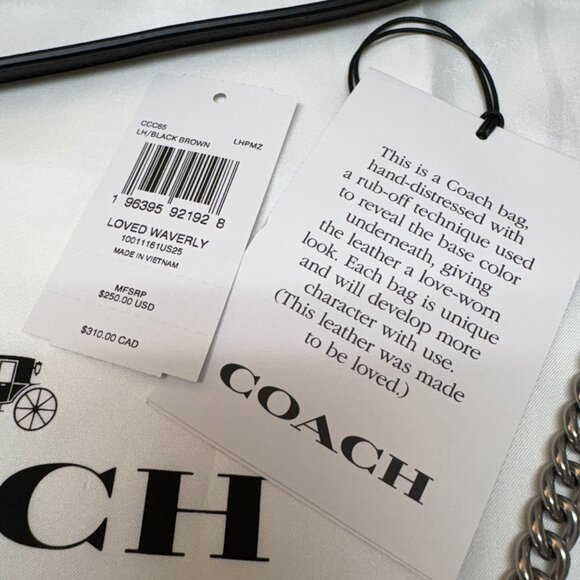 CCC65
LH/BLACK BROWN LHPMZ
1 96395 92192 8
LOVED WAVERLY
10011161US25
MADE IN VIETNAM
MFSRP
$250.00 USD
$310.00 CAD
This is a Coach bag,
hand-distressed with
a rub-off technique used
to reveal the base color
underneath, giving
the leather a love-worn
look. Each bag is unique
and will develop more
character with use.
(This leather was made
to be loved.)
COACH
CH